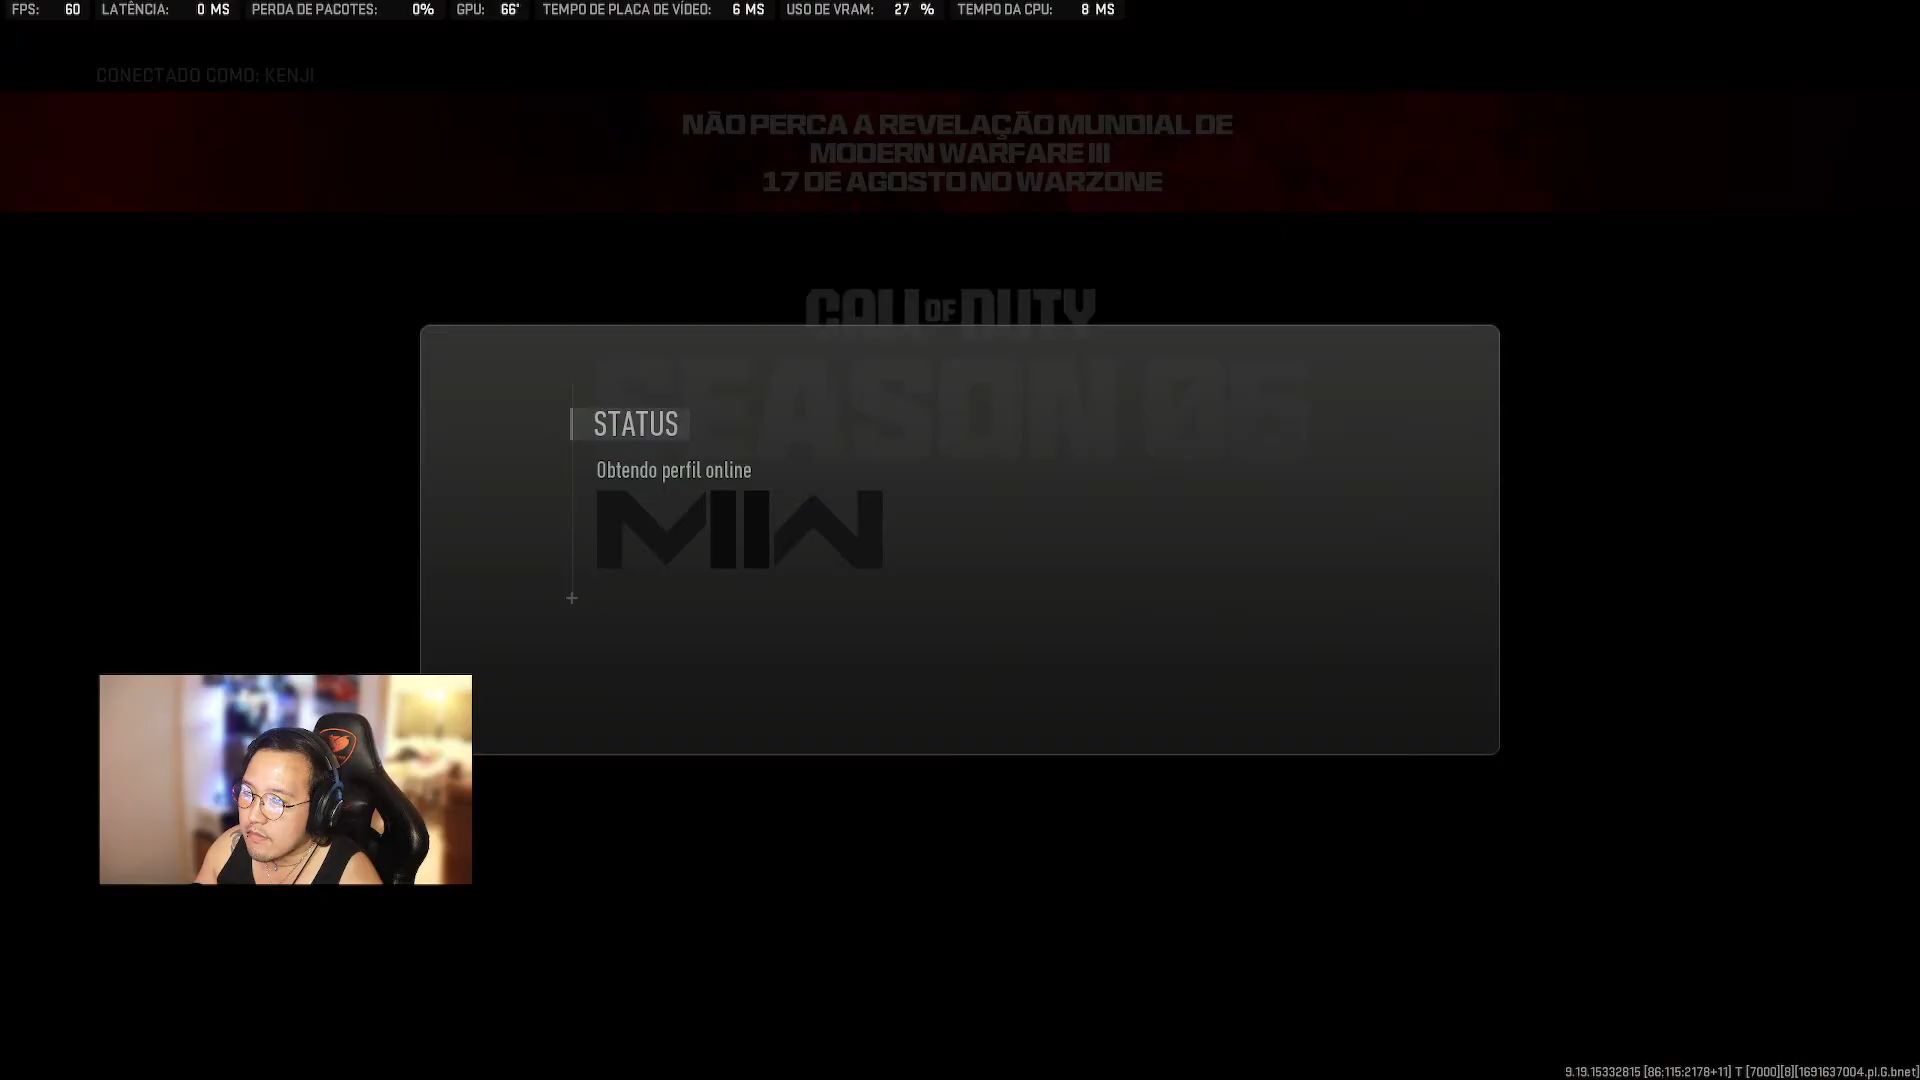 FPS: 60 LATÊNCIA: 0 MS PERDA DE PACOTES: 0% GPU: 66° TEMPO DE PLACA DE VÍDEO: 6 MS USO DE VRAM: 27 % TEMPO DA CPU: 8 MS
CONECTADO COMO: KENJI
NÃO PERCA A REVELAÇÃO MUNDIAL DE
MODERN WARFARE III
17 DE AGOSTO NO WARZONE
CALL OF DUTY
SEASON 05
STATUS
Obtendo perfil online
MIIW
9.19.15332815 [86:115:2178+11] T [7000][8][1691637004.pl.G.bnet]